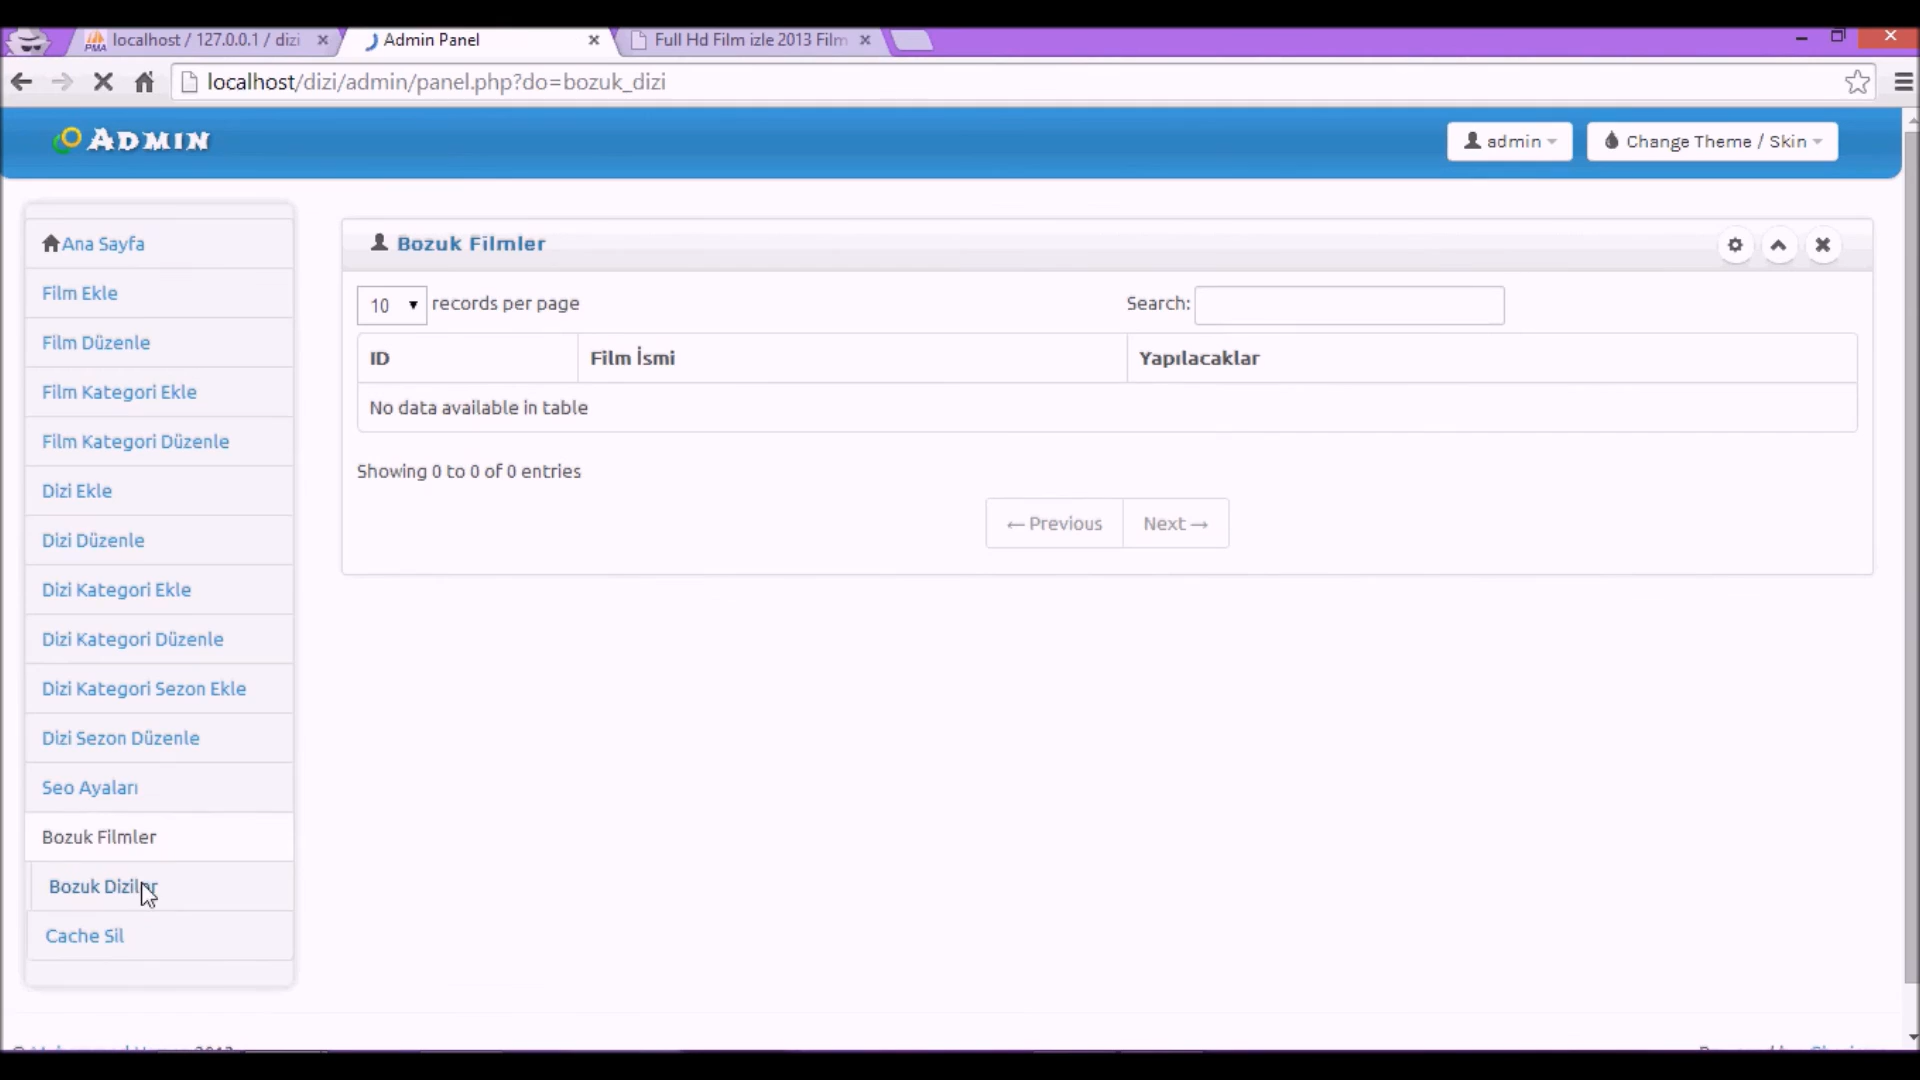 localhost / 127.0.0.1 / dizi
Admin Panel
Full Hd Film izle 2013 Film
localhost/dizi/admin/panel.php?do=bozuk_dizi
ADMIN
admin
Change Theme / Skin
Ana Sayfa
Film Ekle
Film Düzenle
Film Kategori Ekle
Film Kategori Düzenle
Dizi Ekle
Dizi Düzenle
Dizi Kategori Ekle
Dizi Kategori Düzenle
Dizi Kategori Sezon Ekle
Dizi Sezon Düzenle
Seo Ayaları
Bozuk Filmler
Bozuk Diziler
Cache Sil
Bozuk Filmler
10 records per page
Search:
ID Film İsmi Yapılacaklar
No data available in table
Showing 0 to 0 of 0 entries
← Previous Next →